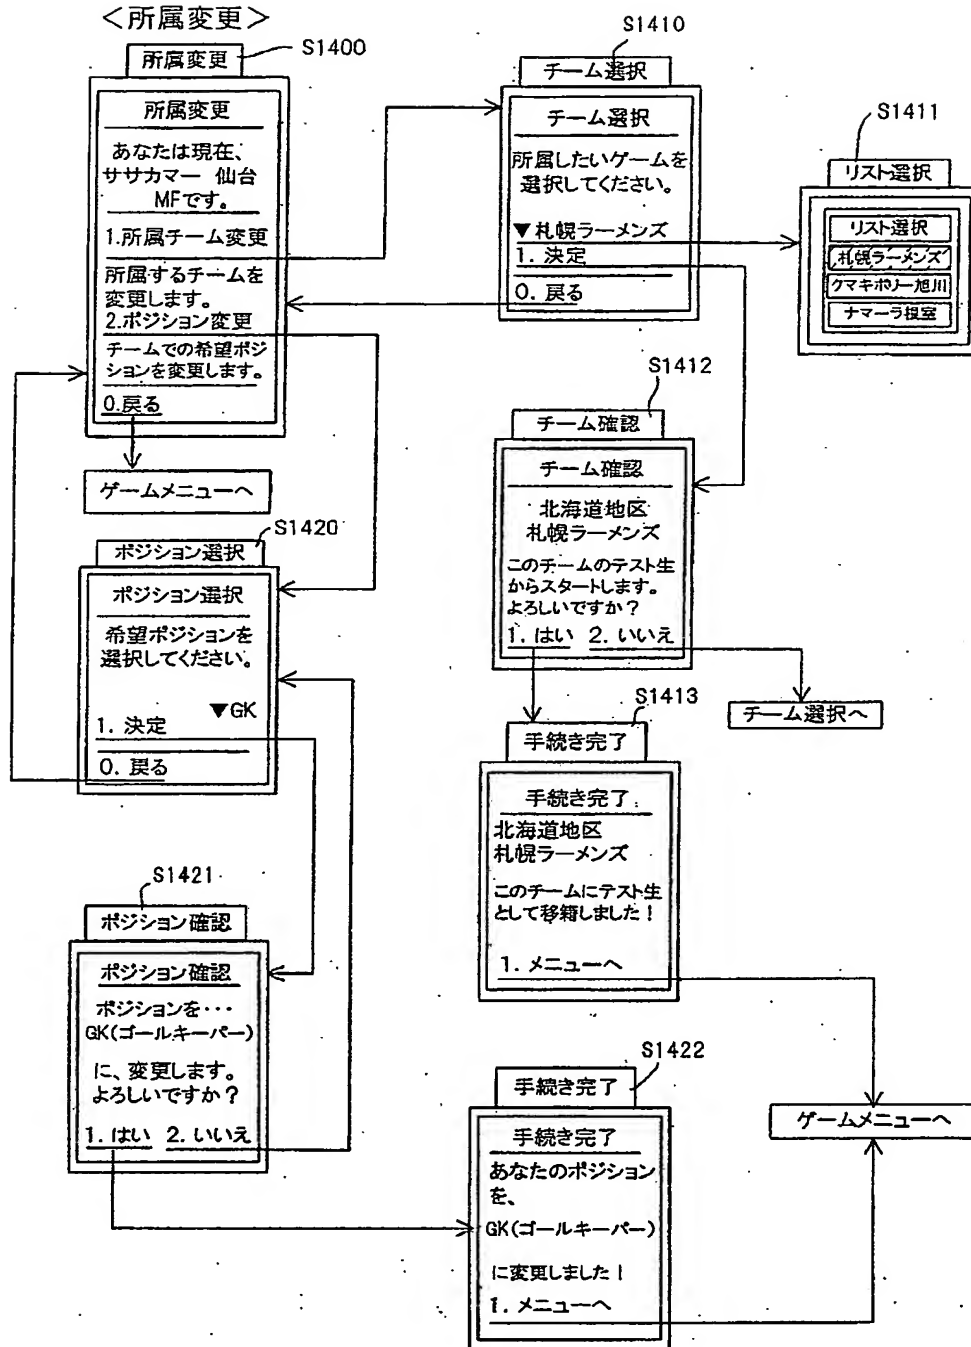 <所属変更>
S1400
所属変更
所属変更
あなたは現在、
ササカマー 仙台
MFです。
1.所属チーム変更
所属するチームを
変更します。
2.ポジション変更
チームでの希望ポジ
ションを変更します。
0.戻る
ゲームメニューへ
S1410
チーム選択
チーム選択
所属したいゲームを
選択してください。
▼札幌ラーメンズ
1. 決定
0. 戻る
S1411
リスト選択
リスト選択
札幌ラーメンズ
クマキボリー旭川
ナマーラ根室
S1412
チーム確認
チーム確認
北海道地区
札幌ラーメンズ
このチームのテスト生
からスタートします。
よろしいですか？
1. はい 2. いいえ
チーム選択へ
S1413
手続き完了
手続き完了
北海道地区
札幌ラーメンズ
このチームにテスト生
として移籍しました！
1. メニューへ
S1420
ポジション選択
ポジション選択
希望ポジションを
選択してください。
▼GK
1. 決定
0. 戻る
S1421
ポジション確認
ポジション確認
ポジションを・・・
GK(ゴールキーパー)
に、変更します。
よろしいですか？
1. はい 2. いいえ
S1422
手続き完了
手続き完了
あなたのポジション
を、
GK(ゴールキーパー)
に変更しました！
1. メニューへ
ゲームメニューへ